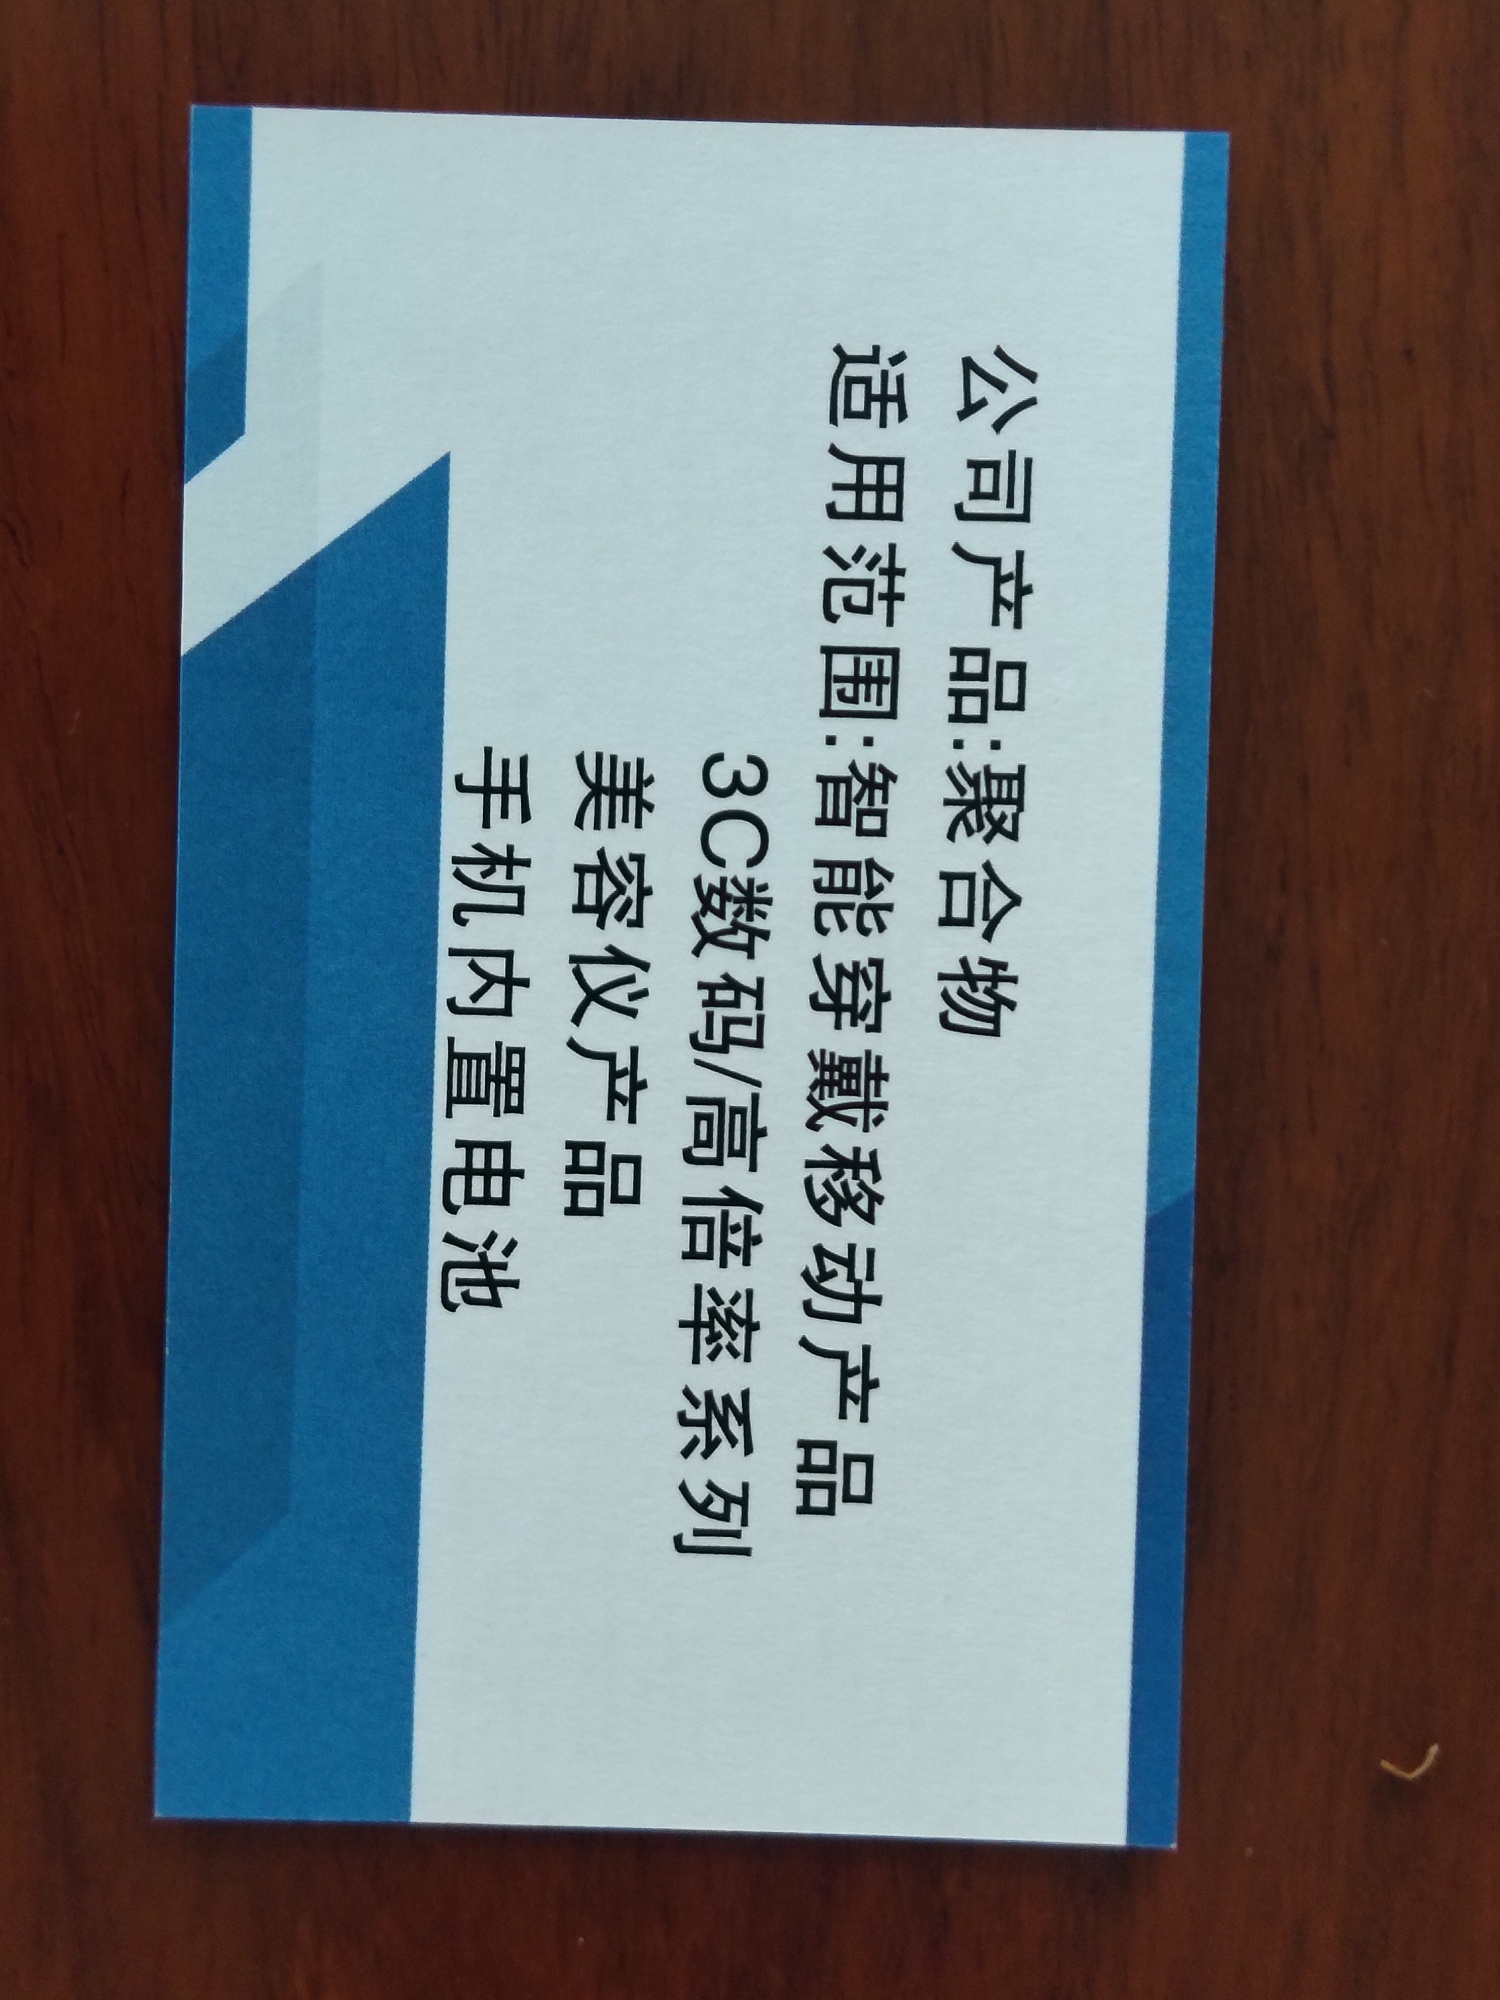 公司产品:聚合物
适用范围:智能穿戴移动产品
3C数码/高倍率系列
美容仪产品
手机内置电池